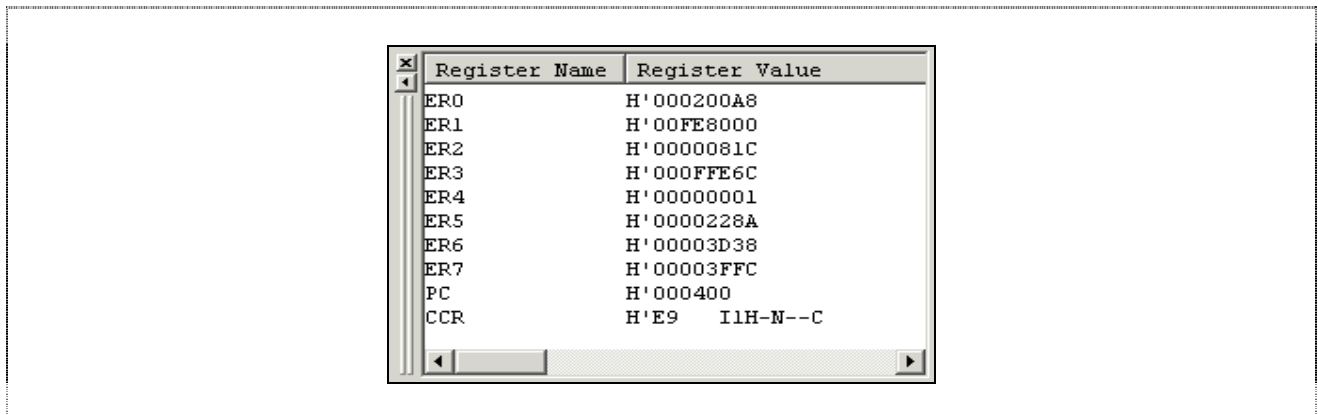 Register Name Register Value
ER0 H'000200A8
ER1 H'00FE8000
ER2 H'0000081C
ER3 H'000FFE6C
ER4 H'00000001
ER5 H'0000228A
ER6 H'00003D38
ER7 H'00003FFC
PC H'000400
CCR H'E9 I1H-N--C